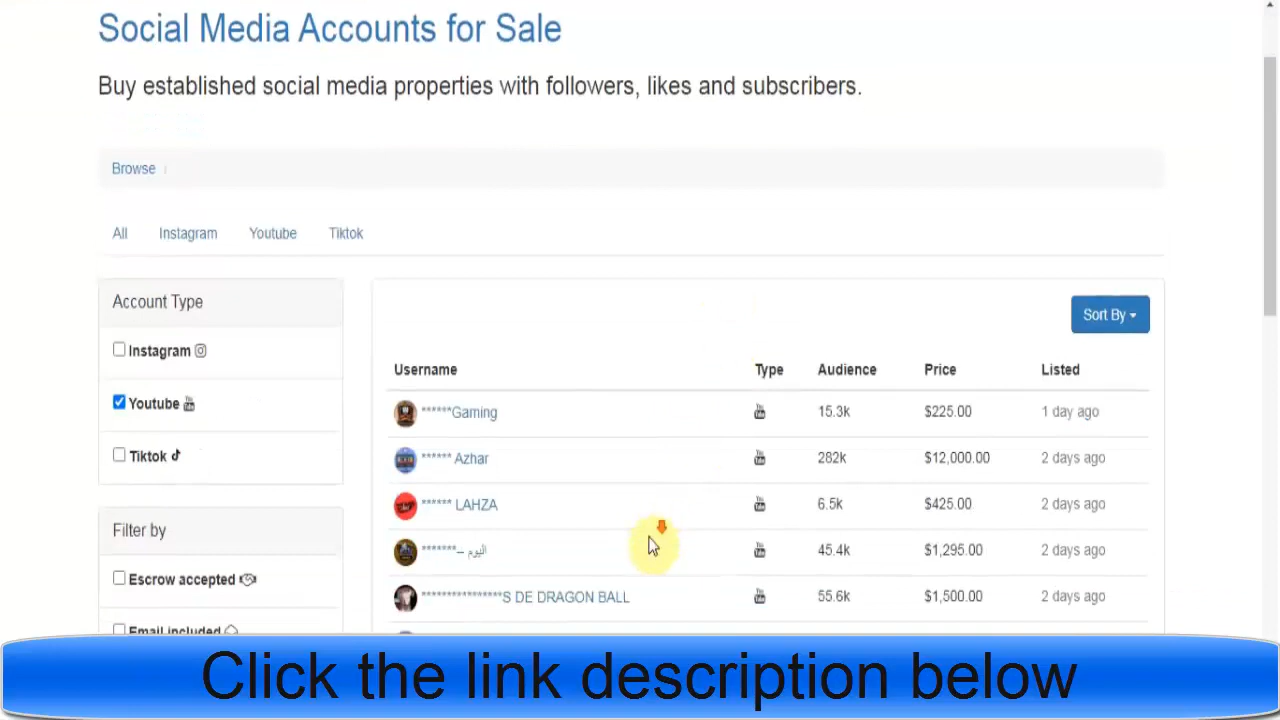 Social Media Accounts for Sale
Buy established social media properties with followers, likes and subscribers.
Browse
All Instagram Youtube Tiktok
Account Type
Instagram
Youtube
Tiktok
Filter by
Escrow accepted
Email included
Sort By
Username Type Audience Price Listed
******Gaming 15.3k $225.00 1 day ago
****** Azhar 282k $12,000.00 2 days ago
****** LAHZA 6.5k $425.00 2 days ago
*******– اليوم 45.4k $1,295.00 2 days ago
****************S DE DRAGON BALL 55.6k $1,500.00 2 days ago
Click the link description below